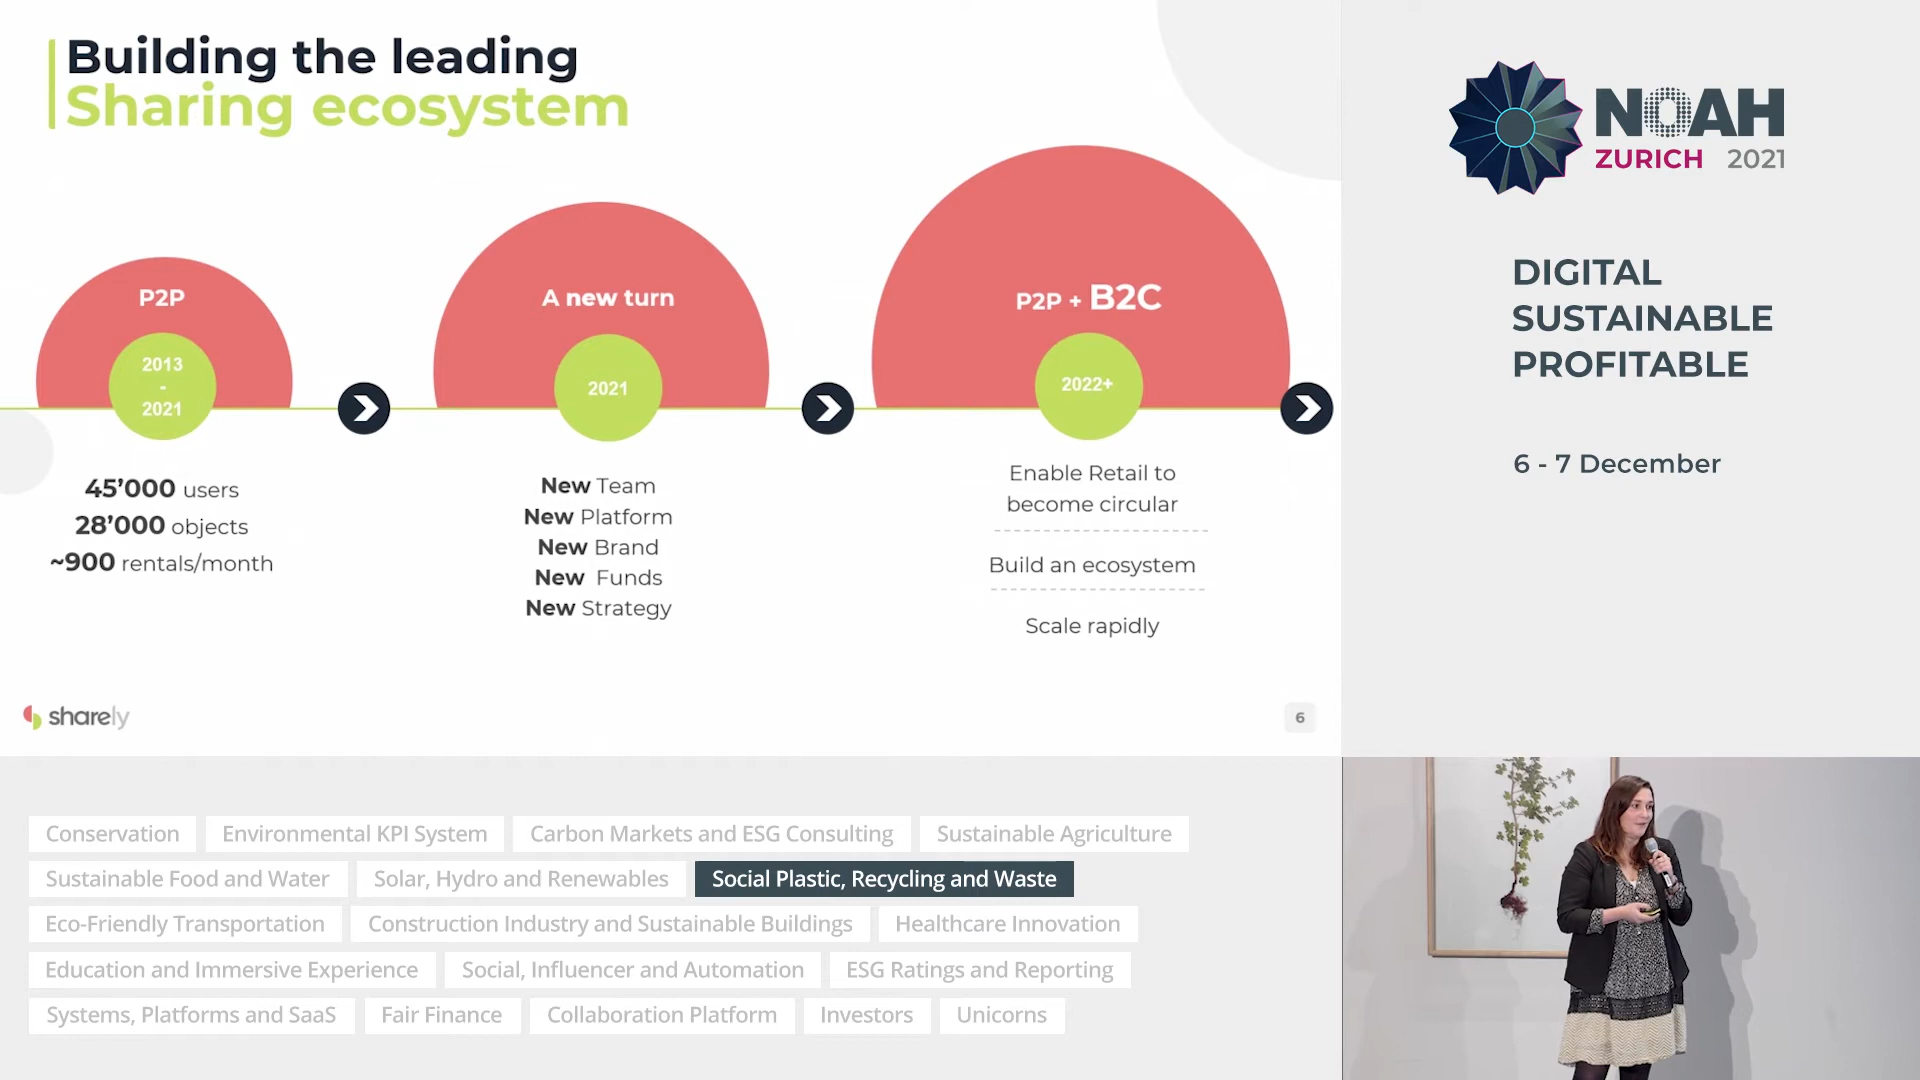 Building the leading
Sharing ecosystem
P2P
2013
-
2021
45’000 users
28’000 objects
~900 rentals/month
A new turn
2021
New Team
New Platform
New Brand
New Funds
New Strategy
P2P + B2C
2022+
Enable Retail to
become circular
Build an ecosystem
Scale rapidly
sharely
6
NOAH
ZURICH 2021
DIGITAL
SUSTAINABLE
PROFITABLE
6 - 7 December
Conservation
Environmental KPI System
Carbon Markets and ESG Consulting
Sustainable Agriculture
Sustainable Food and Water
Solar, Hydro and Renewables
Social Plastic, Recycling and Waste
Eco-Friendly Transportation
Construction Industry and Sustainable Buildings
Healthcare Innovation
Education and Immersive Experience
Social, Influencer and Automation
ESG Ratings and Reporting
Systems, Platforms and SaaS
Fair Finance
Collaboration Platform
Investors
Unicorns